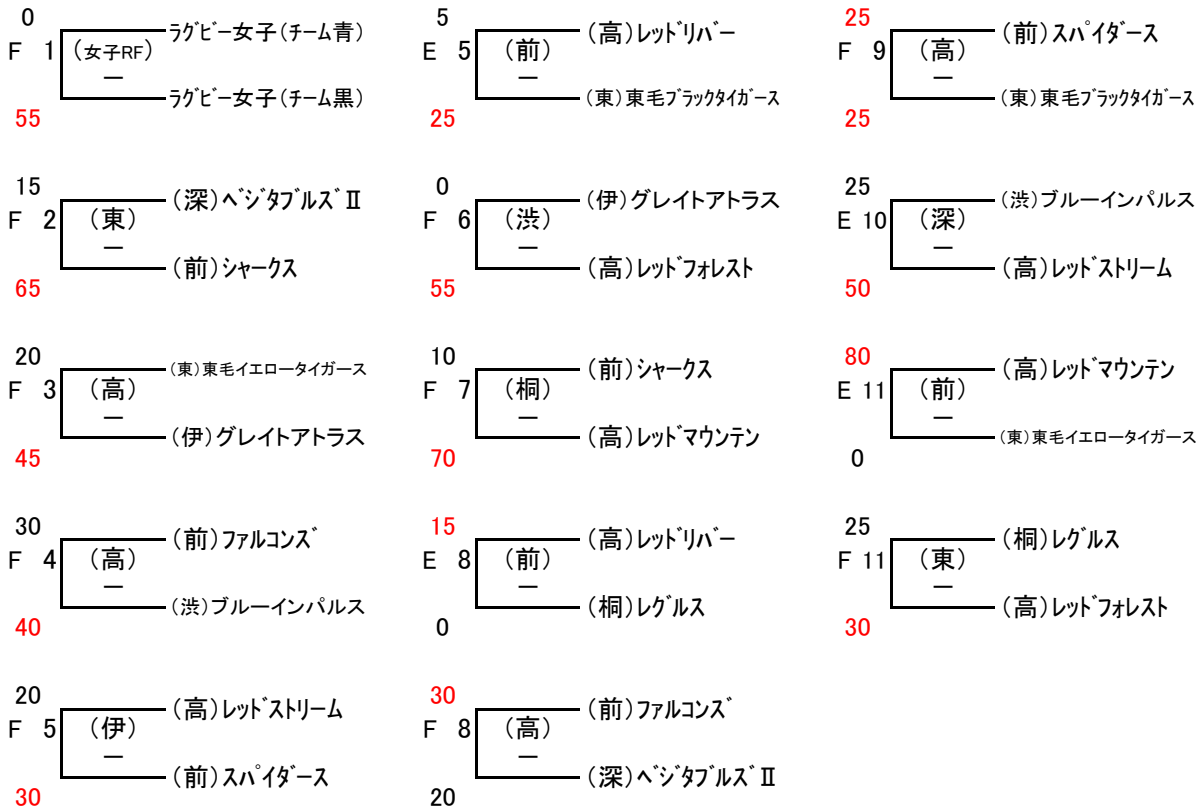 0
ラグビー女子(チーム青)
F 1 (女子RF)
ー
ラグビー女子(チーム黒)
55
15
(深)ベジタブルズⅡ
F 2 (東)
ー
(前)シャークス
65
20
(東)東毛イエロータイガース
F 3 (高)
ー
(伊)グレイトアトラス
45
30
(前)ファルコンズ
F 4 (高)
ー
(渋)ブルーインパルス
40
20
(高)レッドストリーム
F 5 (伊)
ー
(前)スパイダース
30
5
(高)レッドリバー
E 5 (前)
ー
(東)東毛ブラックタイガース
25
0
(伊)グレイトアトラス
F 6 (渋)
ー
(高)レッドフォレスト
55
10
(前)シャークス
F 7 (桐)
ー
(高)レッドマウンテン
70
15
(高)レッドリバー
E 8 (前)
ー
(桐)レグルス
0
30
(前)ファルコンズ
F 8 (高)
ー
(深)ベジタブルズⅡ
20
25
(前)スパイダース
F 9 (高)
ー
(東)東毛ブラックタイガース
25
25
(渋)ブルーインパルス
E 10 (深)
ー
(高)レッドストリーム
50
80
(高)レッドマウンテン
E 11 (前)
ー
(東)東毛イエロータイガース
0
25
(桐)レグルス
F 11 (東)
ー
(高)レッドフォレスト
30